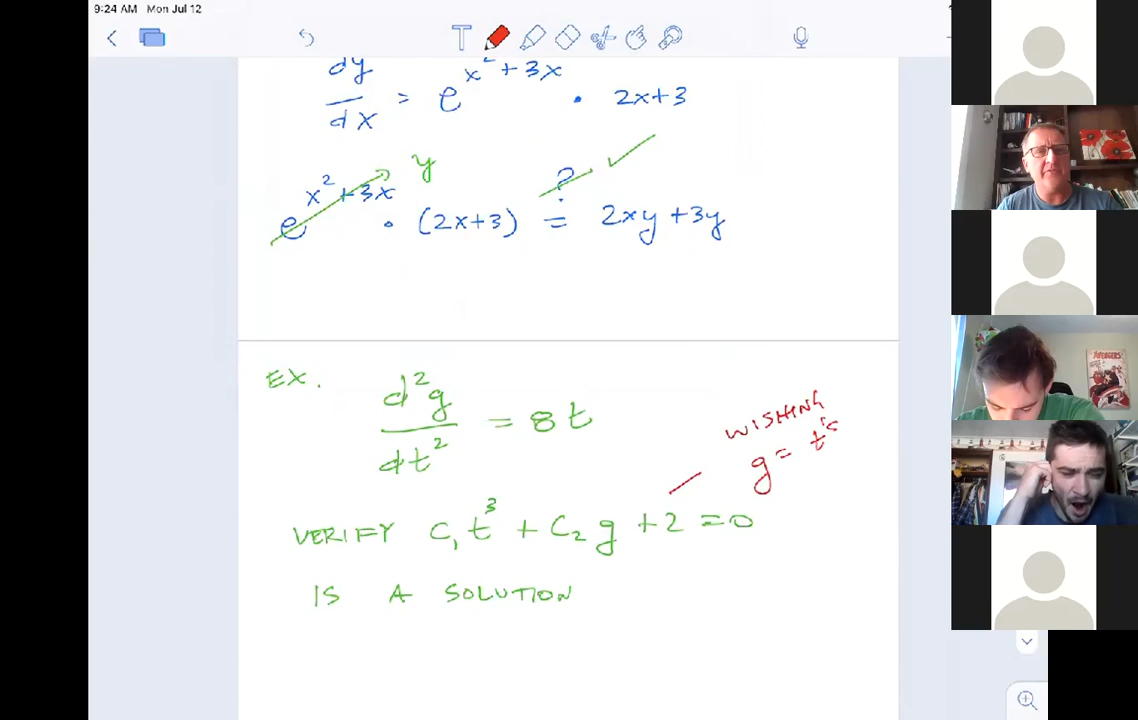 9:24 AM Mon Jul 12
T
dy/dx = e^(x²+3x) · 2x+3
y
e^(x²+3x) · (2x+3) =? 2xy+3y
EX.
d²g/dt² = 8t
WISHING
g = t's
VERIFY C₁t³ + C₂g + 2 = 0
IS A SOLUTION
AVENGERS